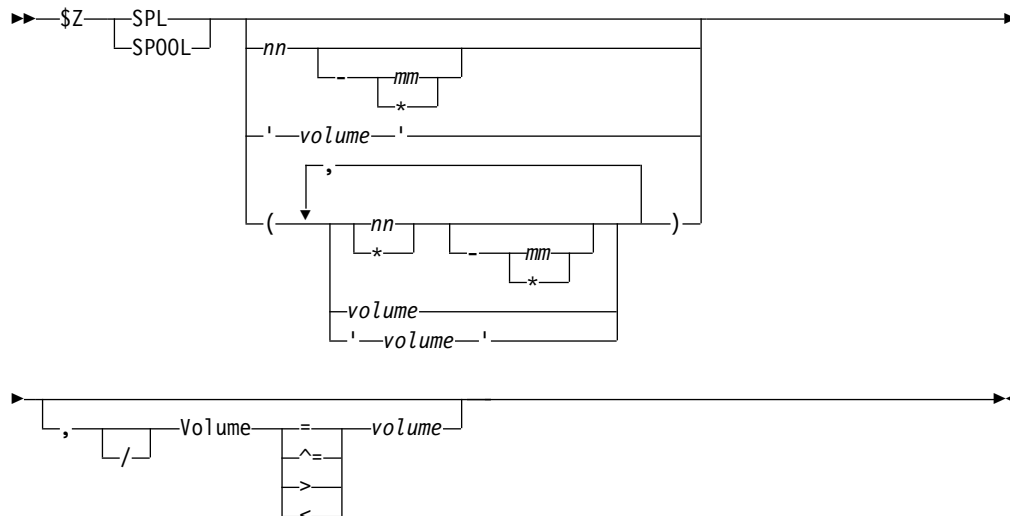 $Z SPL
SPOOL
nn
- mm
*
' volume '
,
( nn - mm )
* *
volume
' volume '
, / Volume = volume
^=
>
<